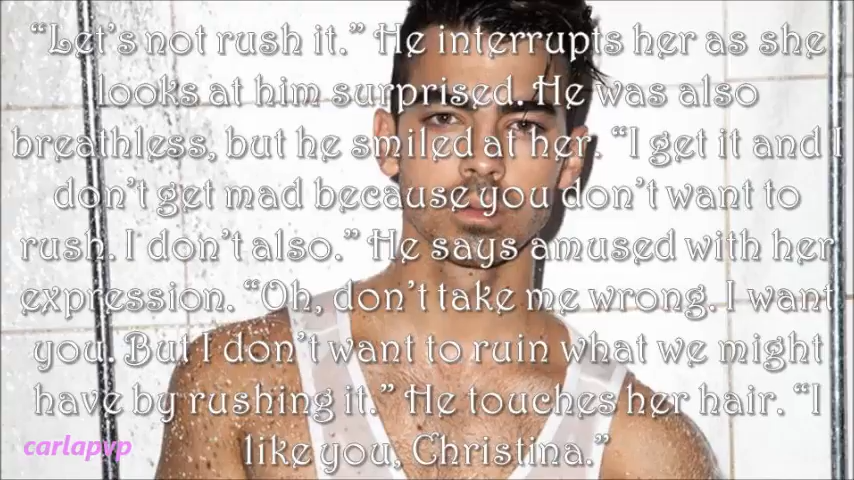 “Let’s not rush it.” He interrupts her as she
looks at him surprised. He was also
breathless, but he smiled at her. “I get it and I
don’t get mad because you don’t want to
rush. I don’t also.” He says amused with her
expression. “Oh, don’t take me wrong. I want
you. But I don’t want to ruin what we might
have by rushing it.” He touches her hair. “I
like you, Christina.”
carlapvp